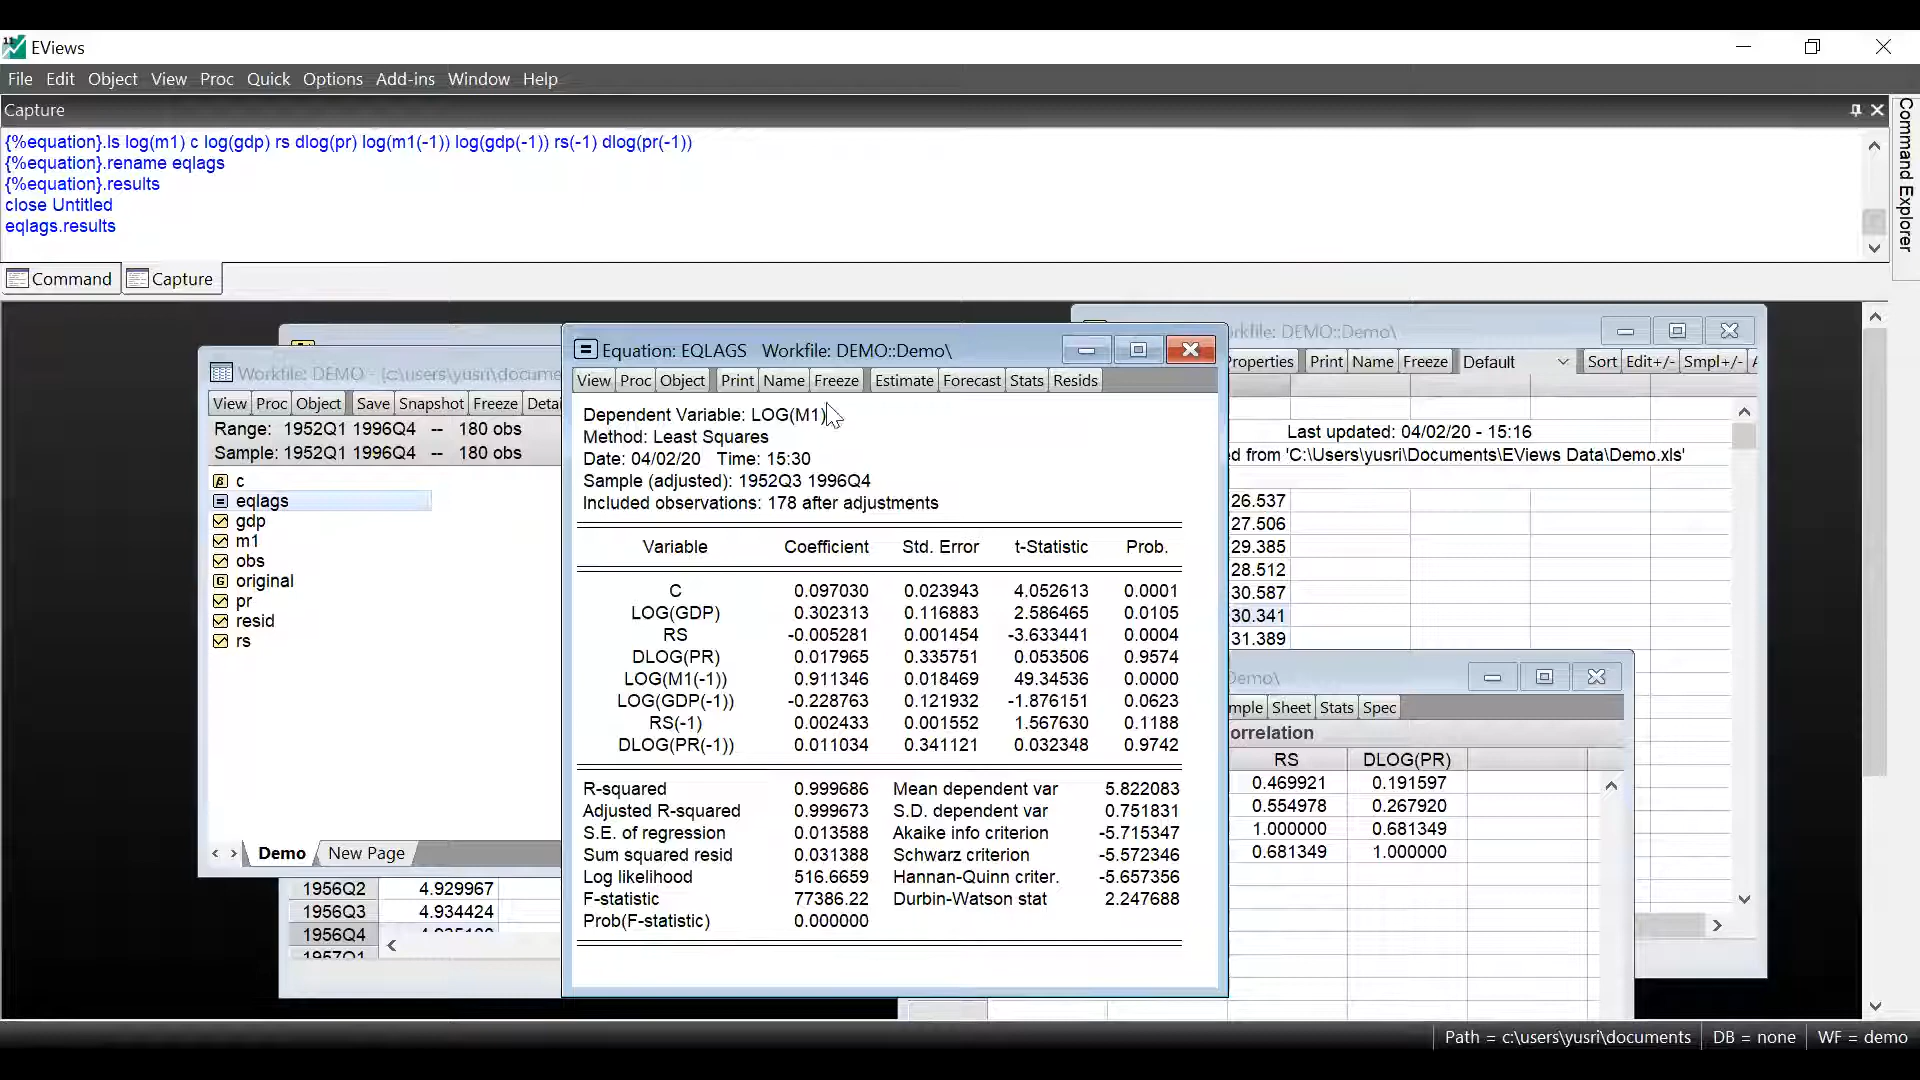 EViews
File Edit Object View Proc Quick Options Add-ins Window Help
Capture
{%equation}.ls log(m1) c log(gdp) rs dlog(pr) log(m1(-1)) log(gdp(-1)) rs(-1) dlog(pr(-1))
{%equation}.rename eqlags
{%equation}.results
close Untitled
eqlags.results
Command Explorer
Command Capture
Workfile: DEMO - (c:\users\yusri\docume
View Proc Object Save Snapshot Freeze Detai
Range: 1952Q1 1996Q4 -- 180 obs
Sample: 1952Q1 1996Q4 -- 180 obs
c
eqlags
gdp
m1
obs
original
pr
resid
rs
Demo New Page
1956Q2 4.929967
1956Q3 4.934424
1956Q4
1957Q1
Equation: EQLAGS Workfile: DEMO::Demo\
View Proc Object Print Name Freeze Estimate Forecast Stats Resids
Dependent Variable: LOG(M1)
Method: Least Squares
Date: 04/02/20 Time: 15:30
Sample (adjusted): 1952Q3 1996Q4
Included observations: 178 after adjustments
Variable Coefficient Std. Error t-Statistic Prob.
C 0.097030 0.023943 4.052613 0.0001
LOG(GDP) 0.302313 0.116883 2.586465 0.0105
RS -0.005281 0.001454 -3.633441 0.0004
DLOG(PR) 0.017965 0.335751 0.053506 0.9574
LOG(M1(-1)) 0.911346 0.018469 49.34536 0.0000
LOG(GDP(-1)) -0.228763 0.121932 -1.876151 0.0623
RS(-1) 0.002433 0.001552 1.567630 0.1188
DLOG(PR(-1)) 0.011034 0.341121 0.032348 0.9742
R-squared 0.999686 Mean dependent var 5.822083
Adjusted R-squared 0.999673 S.D. dependent var 0.751831
S.E. of regression 0.013588 Akaike info criterion -5.715347
Sum squared resid 0.031388 Schwarz criterion -5.572346
Log likelihood 516.6659 Hannan-Quinn criter. -5.657356
F-statistic 77386.22 Durbin-Watson stat 2.247688
Prob(F-statistic) 0.000000
rkfile: DEMO::Demo\
roperties Print Name Freeze Default Sort Edit+/- Smpl+/-
Last updated: 04/02/20 - 15:16
d from 'C:\Users\yusri\Documents\EViews Data\Demo.xls'
26.537
27.506
29.385
28.512
30.587
30.341
31.389
Demo\
mple Sheet Stats Spec
orrelation
RS DLOG(PR)
0.469921 0.191597
0.554978 0.267920
1.000000 0.681349
0.681349 1.000000
Path = c:\users\yusri\documents DB = none WF = demo